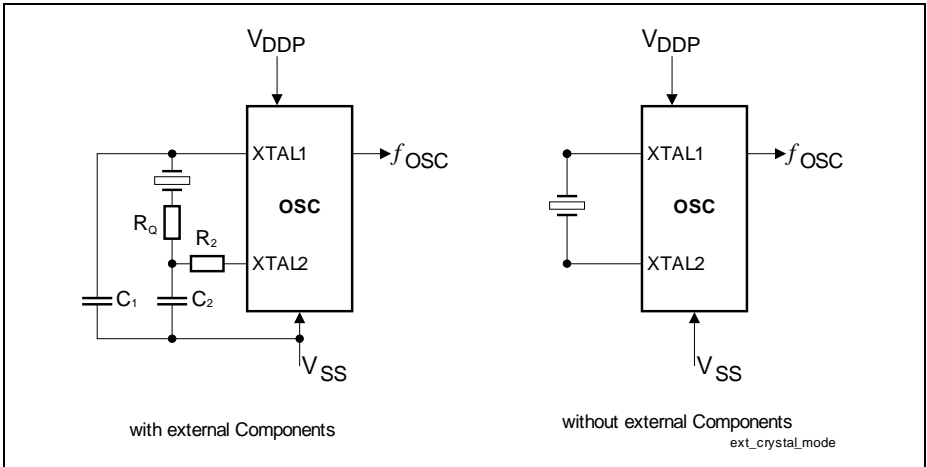 VDDP
XTAL1
fOSC
OSC
RQ
R2
XTAL2
C1
C2
VSS
with external Components
VDDP
XTAL1
fOSC
OSC
XTAL2
VSS
without external Components
ext_crystal_mode